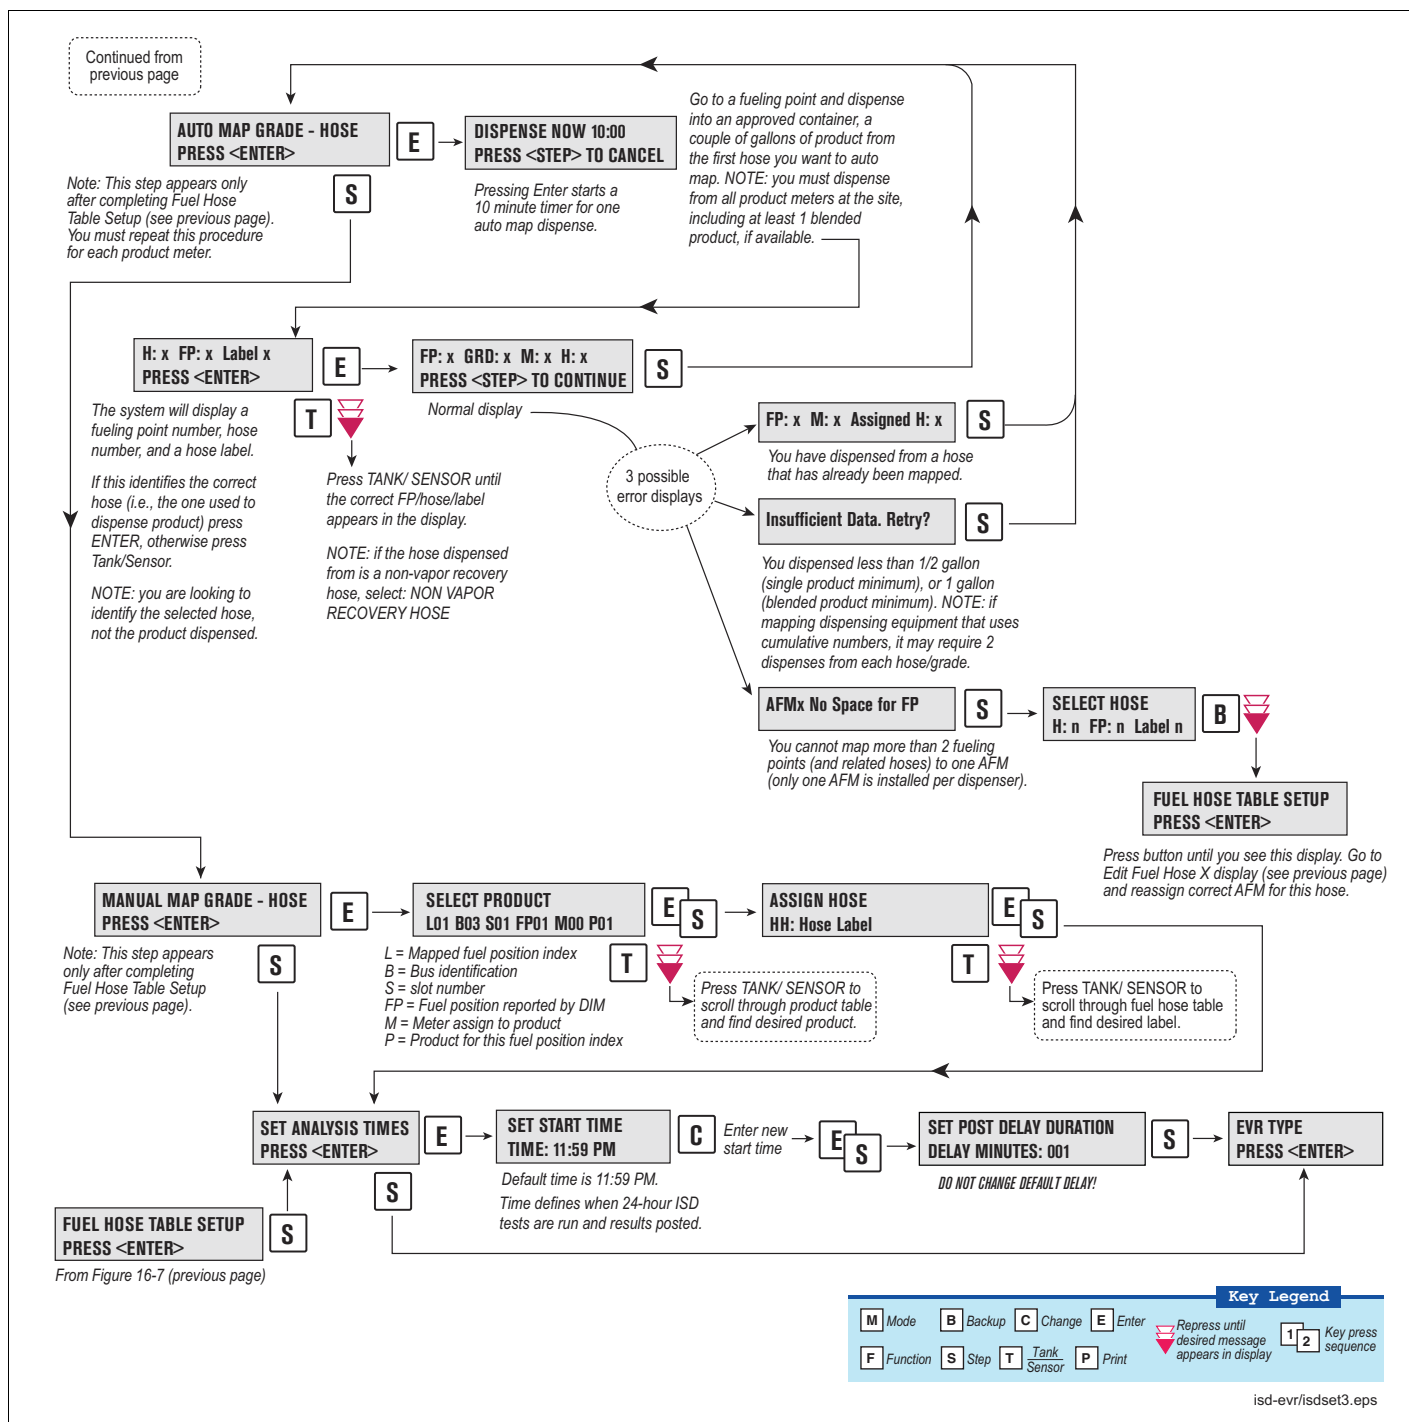 Continued from
previous page
AUTO MAP GRADE - HOSE
PRESS <ENTER>
E
DISPENSE NOW 10:00
PRESS <STEP> TO CANCEL
Go to a fueling point and dispense
into an approved container, a
couple of gallons of product from
the first hose you want to auto
map. NOTE: you must dispense
from all product meters at the site,
including at least 1 blended
product, if available.
Note: This step appears only
after completing Fuel Hose
Table Setup (see previous page).
You must repeat this procedure
for each product meter.
S
Pressing Enter starts a
10 minute timer for one
auto map dispense.
H: x FP: x Label x
PRESS <ENTER>
E
FP: x GRD: x M: x H: x
PRESS <STEP> TO CONTINUE
S
The system will display a
fueling point number, hose
number, and a hose label.
If this identifies the correct
hose (i.e., the one used to
dispense product) press
ENTER, otherwise press
Tank/Sensor.
NOTE: you are looking to
identify the selected hose,
not the product dispensed.
T
Press TANK/ SENSOR until
the correct FP/hose/label
appears in the display.
NOTE: if the hose dispensed
from is a non-vapor recovery
hose, select: NON VAPOR
RECOVERY HOSE
Normal display
3 possible
error displays
FP: x M: x Assigned H: x
S
You have dispensed from a hose
that has already been mapped.
Insufficient Data. Retry?
S
You dispensed less than 1/2 gallon
(single product minimum), or 1 gallon
(blended product minimum). NOTE: if
mapping dispensing equipment that uses
cumulative numbers, it may require 2
dispenses from each hose/grade.
AFMx No Space for FP
S
SELECT HOSE
H: n FP: n Label n
B
You cannot map more than 2 fueling
points (and related hoses) to one AFM
(only one AFM is installed per dispenser).
FUEL HOSE TABLE SETUP
PRESS <ENTER>
Press button until you see this display. Go to
Edit Fuel Hose X display (see previous page)
and reassign correct AFM for this hose.
MANUAL MAP GRADE - HOSE
PRESS <ENTER>
E
SELECT PRODUCT
L01 B03 S01 FP01 M00 P01
E
S
ASSIGN HOSE
HH: Hose Label
E
S
Note: This step appears
only after completing
Fuel Hose Table Setup
(see previous page).
S
L = Mapped fuel position index
B = Bus identification
S = slot number
FP = Fuel position reported by DIM
M = Meter assign to product
P = Product for this fuel position index
T
Press TANK/ SENSOR to
scroll through product table
and find desired product.
T
Press TANK/ SENSOR to
scroll through fuel hose table
and find desired label.
SET ANALYSIS TIMES
PRESS <ENTER>
E
SET START TIME
TIME: 11:59 PM
C
Enter new
start time
E
S
SET POST DELAY DURATION
DELAY MINUTES: 001
S
EVR TYPE
PRESS <ENTER>
Default time is 11:59 PM.
Time defines when 24-hour ISD
tests are run and results posted.
DO NOT CHANGE DEFAULT DELAY!
S
FUEL HOSE TABLE SETUP
PRESS <ENTER>
S
From Figure 16-7 (previous page)
Key Legend
M Mode
B Backup
C Change
E Enter
F Function
S Step
T Tank
Sensor
P Print
Repress until
desired message
appears in display
1
2
Key press
sequence
isd-evr/isdset3.eps